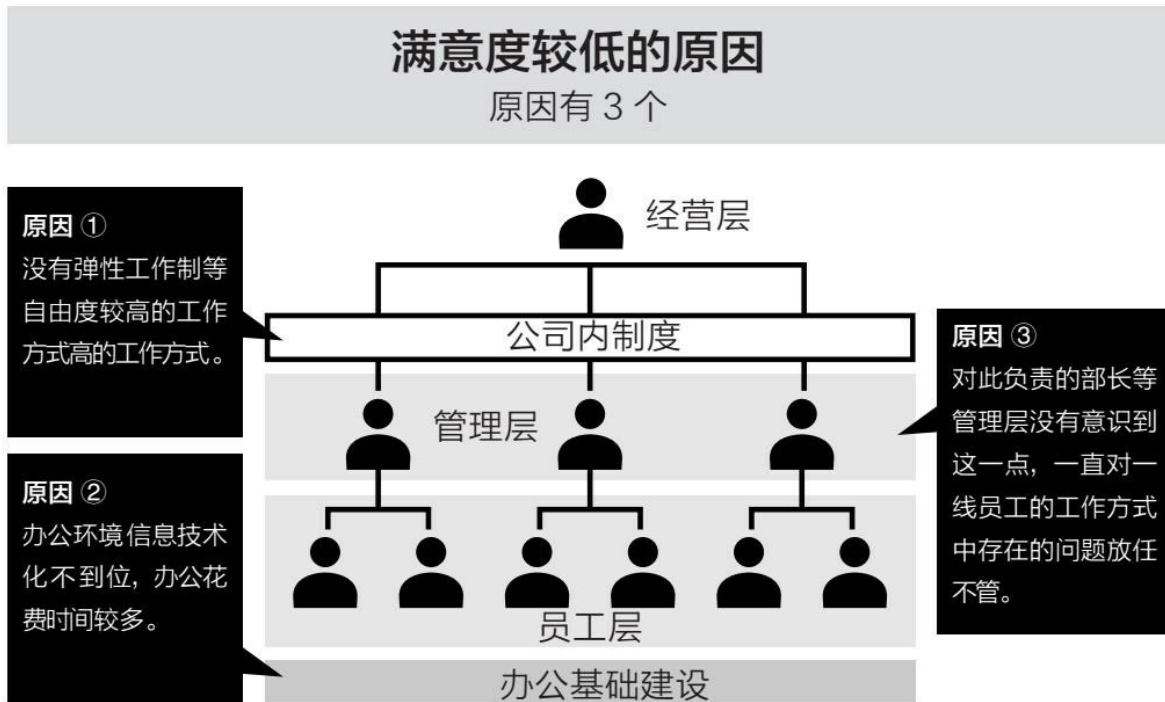 满意度较低的原因
原因有 3 个
经营层
原因 ①
没有弹性工作制等
自由度较高的工作
方式高的工作方式。
公司内制度
管理层
原因 ③
对此负责的部长等
管理层没有意识到
这一点，一直对一
线员工的工作方式
中存在的问题放任
不管。
原因 ②
办公环境信息技术
化不到位，办公花
费时间较多。
员工层
办公基础建设